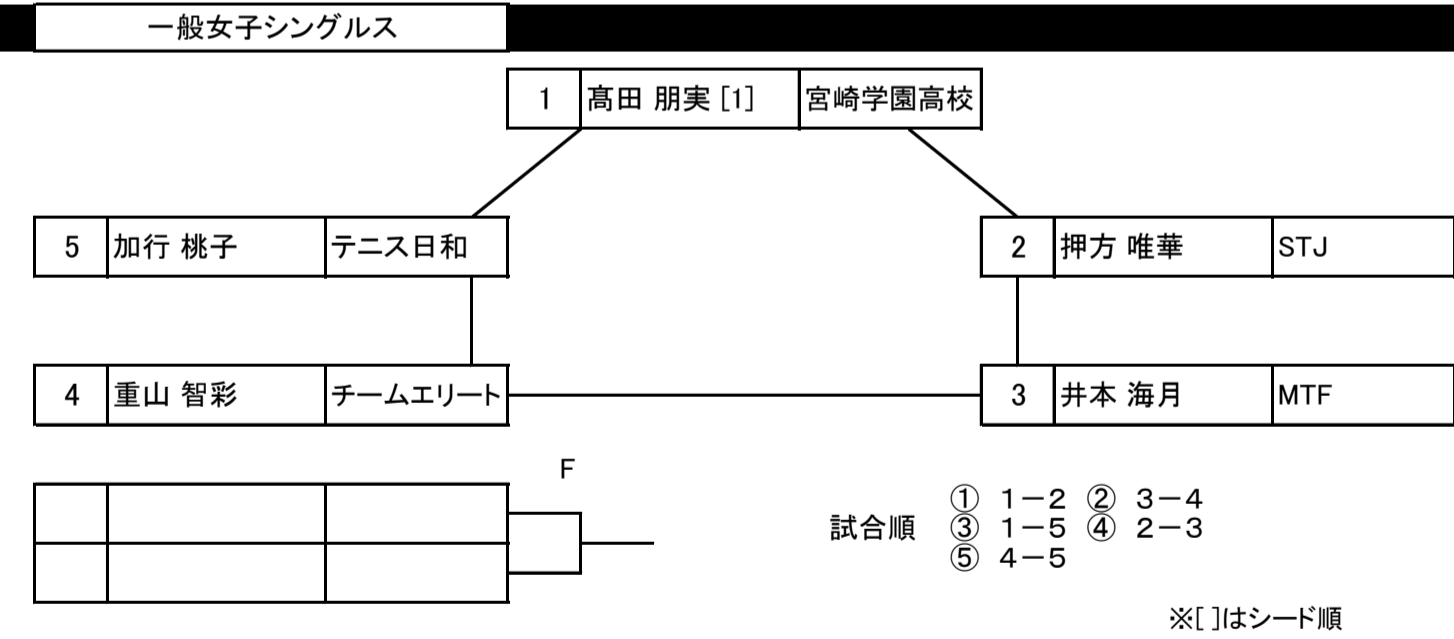 一般女子シングルス
1 髙田 朋実 [1] 宮崎学園高校
5 加行 桃子 テニス日和
2 押方 唯華 STJ
4 重山 智彩 チームエリート
3 井本 海月 MTF
F
試合順
① 1－2 ② 3－4
③ 1－5 ④ 2－3
⑤ 4－5
※[ ]はシード順